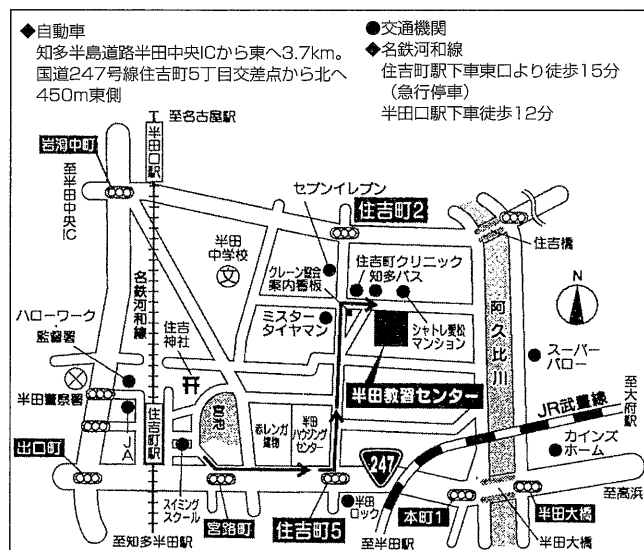 ◆自動車
知多半島道路半田中央ICから東へ3.7km。
国道247号線住吉町5丁目交差点から北へ
450m東側
●交通機関
◆名鉄河和線
住吉町駅下車東口より徒歩15分
（急行停車）
半田口駅下車徒歩12分
至名古屋駅
半田口駅
岩滑中町
至半田中央IC
セブンイレブン
住吉町2
住吉橋
半田
中学校
文
クレーン協会
案内看板
住吉町クリニック
知多バス
N
名鉄河和線
ハローワーク
監督署
住吉
神社
ミスター
タイヤマン
シャトレ愛松
マンション
阿久比川
スーパー
バロー
半田警察署
半田教習センター
JR武豊線
至大府駅
住吉町駅
JA
宮池
赤レンガ
建物
半田
ハウジング
センター
カインズ
ホーム
出口町
247
至高浜
スイミング
スクール
宮路町
住吉町5
半田
ロック
本町1
半田大橋
至知多半田駅
至半田駅
半田大橋